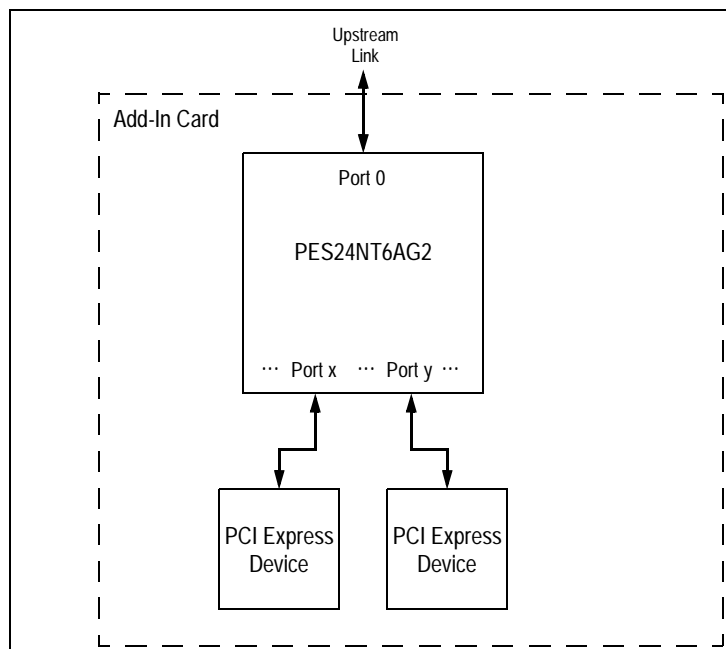 Upstream
Link
Add-In Card
Port 0
PES24NT6AG2
··· Port x ··· Port y ···
PCI Express
Device
PCI Express
Device